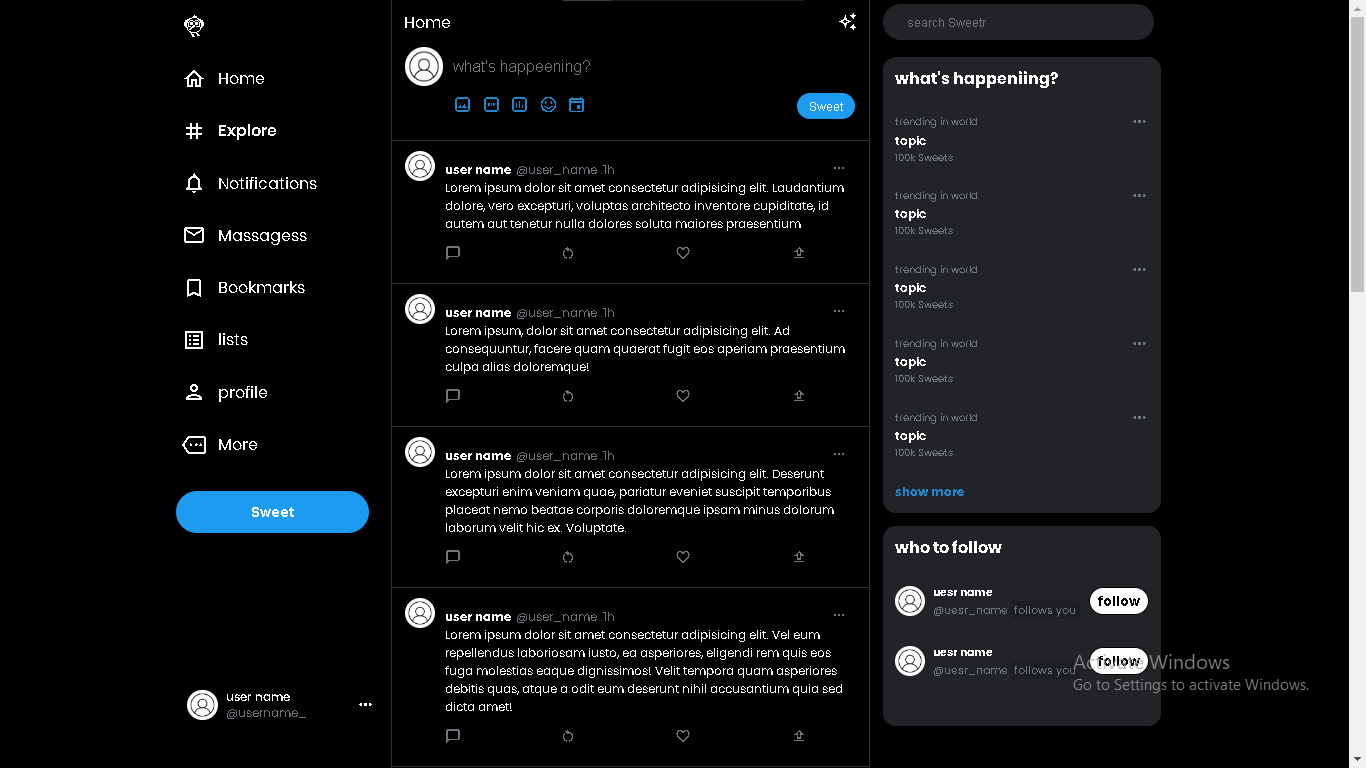 Home
Explore
Notifications
Massagess
Bookmarks
lists
profile
More
Sweet
user name
@username_
Home
what's happeening?
GIF
Sweet
user name @user_name .1h
Lorem ipsum dolor sit amet consectetur adipisicing elit. Laudantium
dolore, vero excepturi, voluptas architecto inventore cupiditate, id
autem aut tenetur nulla dolores soluta maiores praesentium
user name @user_name .1h
Lorem ipsum, dolor sit amet consectetur adipisicing elit. Ad
consequuntur, facere quam quaerat fugit eos aperiam praesentium
culpa alias doloremque!
user name @user_name .1h
Lorem ipsum dolor sit amet consectetur adipisicing elit. Deserunt
excepturi enim veniam quae, pariatur eveniet suscipit temporibus
placeat nemo beatae corporis doloremque ipsam minus dolorum
laborum velit hic ex. Voluptate.
user name @user_name .1h
Lorem ipsum dolor sit amet consectetur adipisicing elit. Vel eum
repellendus laboriosam iusto, ea asperiores, eligendi rem quis eos
fuga molestias eaque dignissimos! Velit tempora quam asperiores
debitis quas, atque a odit eum deserunt nihil accusantium quia sed
dicta amet!
search Sweetr
what's happeniing?
trending in world
topic
100k Sweets
trending in world
topic
100k Sweets
trending in world
topic
100k Sweets
trending in world
topic
100k Sweets
trending in world
topic
100k Sweets
show more
who to follow
uesr name
@uesr_name follows you
follow
uesr name
@uesr_name follows you
follow
Activate Windows
Go to Settings to activate Windows.